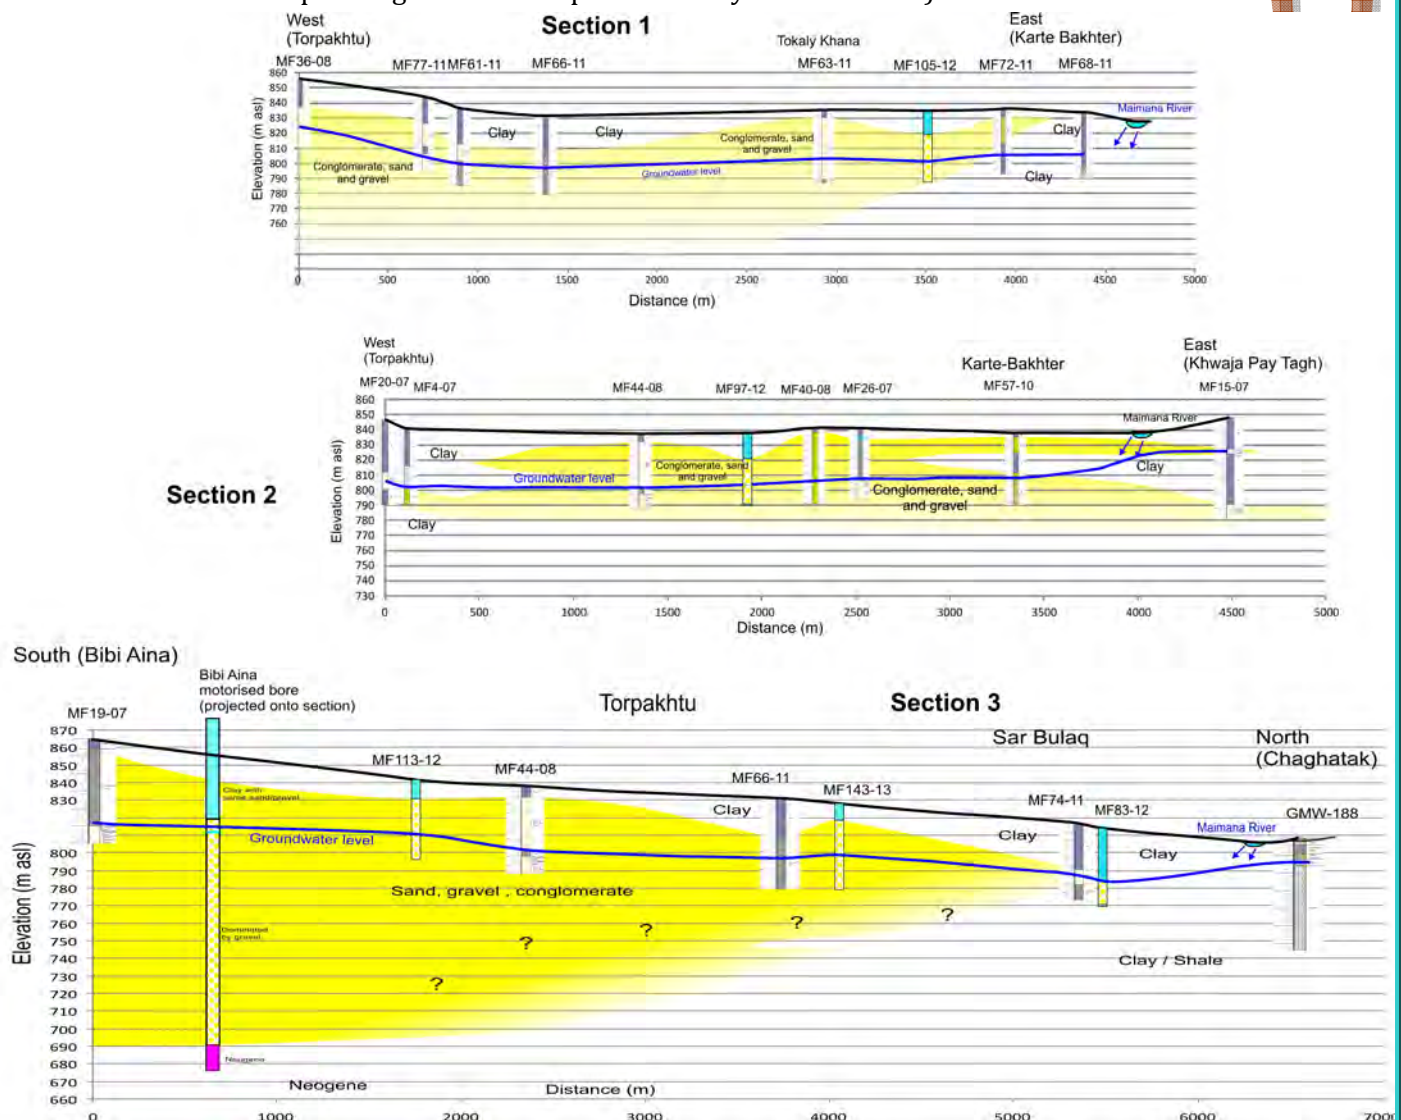 Section 1
West
(Torpakhtu)
East
(Karte Bakhter)
Tokaly Khana
MF36-08
MF77-11
MF61-11
MF66-11
MF63-11
MF105-12
MF72-11
MF68-11
Maimana River
Elevation (m asl)
860
850
840
830
820
810
800
790
780
770
760
Clay
Clay
Clay
Clay
Conglomerate, sand
and gravel
Conglomerate, sand
and gravel
Groundwater level
0
500
1000
1500
2000
2500
3000
3500
4000
4500
5000
Distance (m)
Section 2
West
(Torpakhtu)
Karte-Bakhter
East
(Khwaja Pay Tagh)
MF20-07
MF4-07
MF44-08
MF97-12
MF40-08
MF26-07
MF57-10
MF15-07
Maimana River
Elevation (m asl)
860
850
840
830
820
810
800
790
780
770
760
750
740
730
Clay
Clay
Clay
Groundwater level
Conglomerate, sand
and gravel
Conglomerate, sand
and gravel
0
500
1000
1500
2000
2500
3000
3500
4000
4500
5000
Distance (m)
South (Bibi Aina)
Bibi Aina
motorised bore
(projected onto section)
Torpakhtu
Section 3
Sar Bulaq
North
(Chaghatak)
MF19-07
MF113-12
MF44-08
MF66-11
MF143-13
MF74-11
MF83-12
GMW-188
Maimana River
Elevation (m asl)
870
860
850
840
830
800
790
780
770
760
750
740
730
720
710
700
690
680
670
660
Clay with
some sand/gravel
Groundwater level
Clay
Clay
Clay
Sand, gravel , conglomerate
Dominated
by gravel
?
?
?
?
?
Clay / Shale
Neogene
Neogene
Distance (m)
0
1000
2000
3000
4000
5000
6000
7000